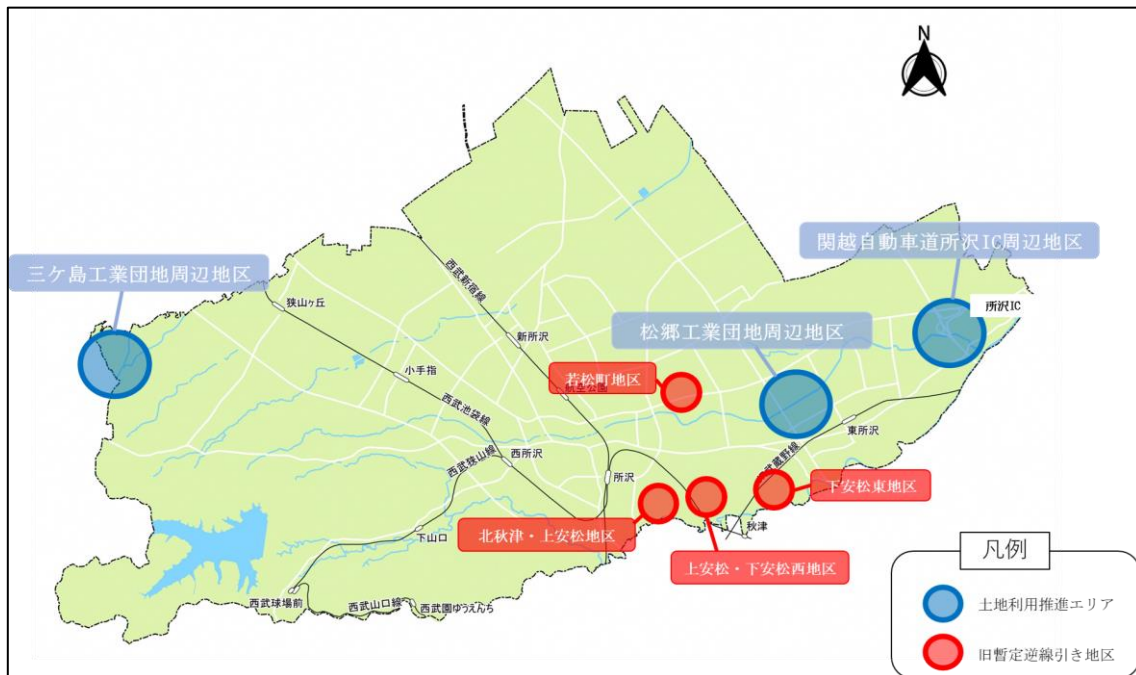 N
関越自動車道所沢IC周辺地区
三ケ島工業団地周辺地区
所沢IC
狭山ヶ丘
西武新宿線
新所沢
松郷工業団地周辺地区
若松町地区
航空公園
小手指
西武池袋線
東所沢
西武狭山線
西所沢
武蔵野線
所沢
下安松東地区
下山口
北秋津・上安松地区
秋津
上安松・下安松西地区
西武球場前
西武山口線
西武園ゆうえんち
凡例
土地利用推進エリア
旧暫定逆線引き地区